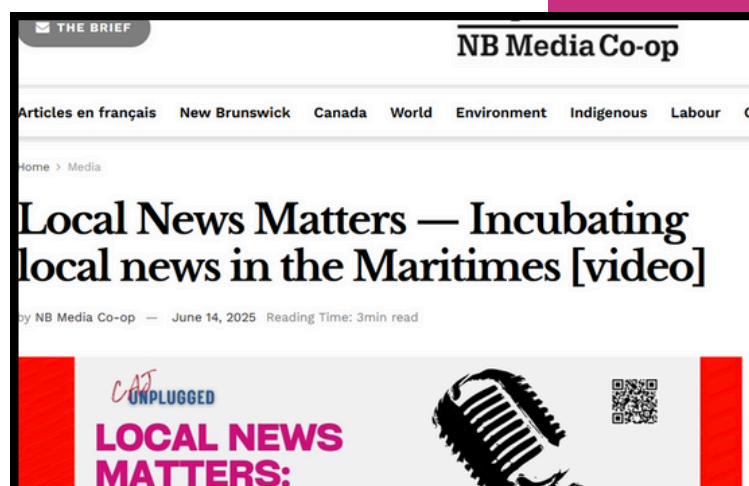 THE BRIEF
NB Media Co-op
Articles en français New Brunswick Canada World Environment Indigenous Labour
Home > Media
Local News Matters — Incubating
local news in the Maritimes [video]
by NB Media Co-op — June 14, 2025 Reading Time: 3min read
CAJ
UNPLUGGED
LOCAL NEWS
MATTERS: